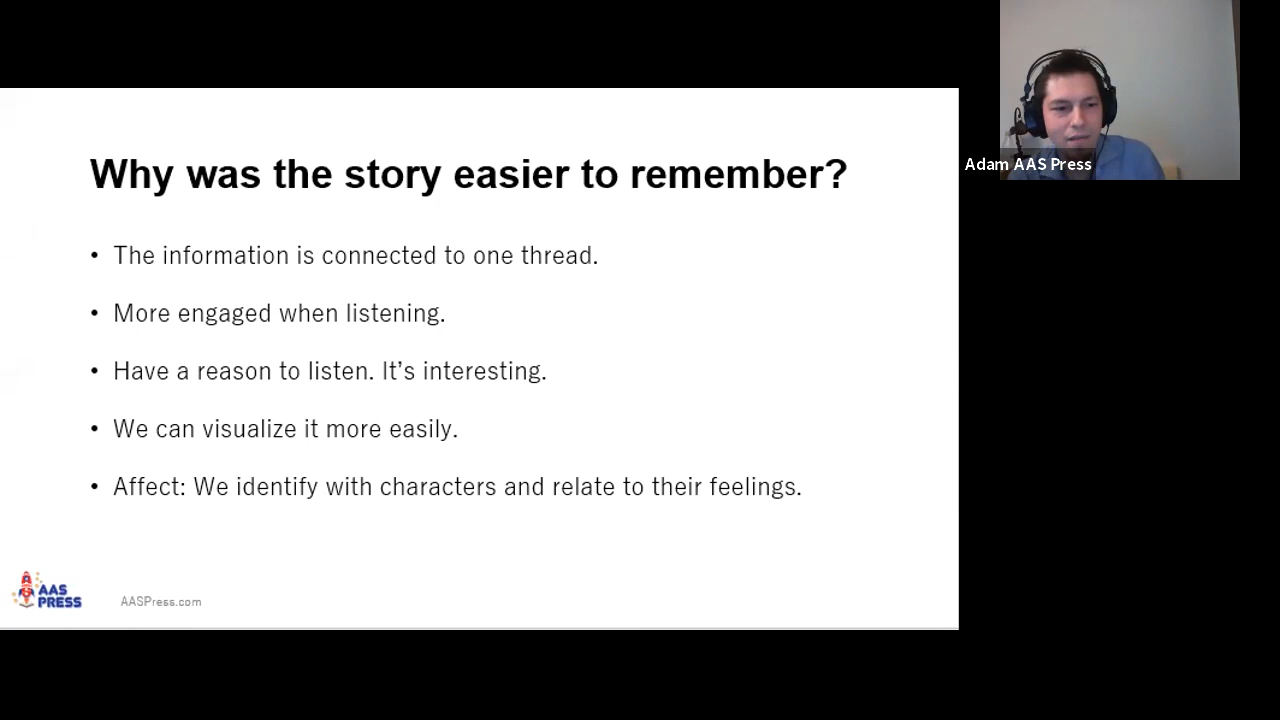 Why was the story easier to remember?
• The information is connected to one thread.
• More engaged when listening.
• Have a reason to listen. It’s interesting.
• We can visualize it more easily.
• Affect: We identify with characters and relate to their feelings.
AAS
PRESS
AASPress.com
Adam AAS Press